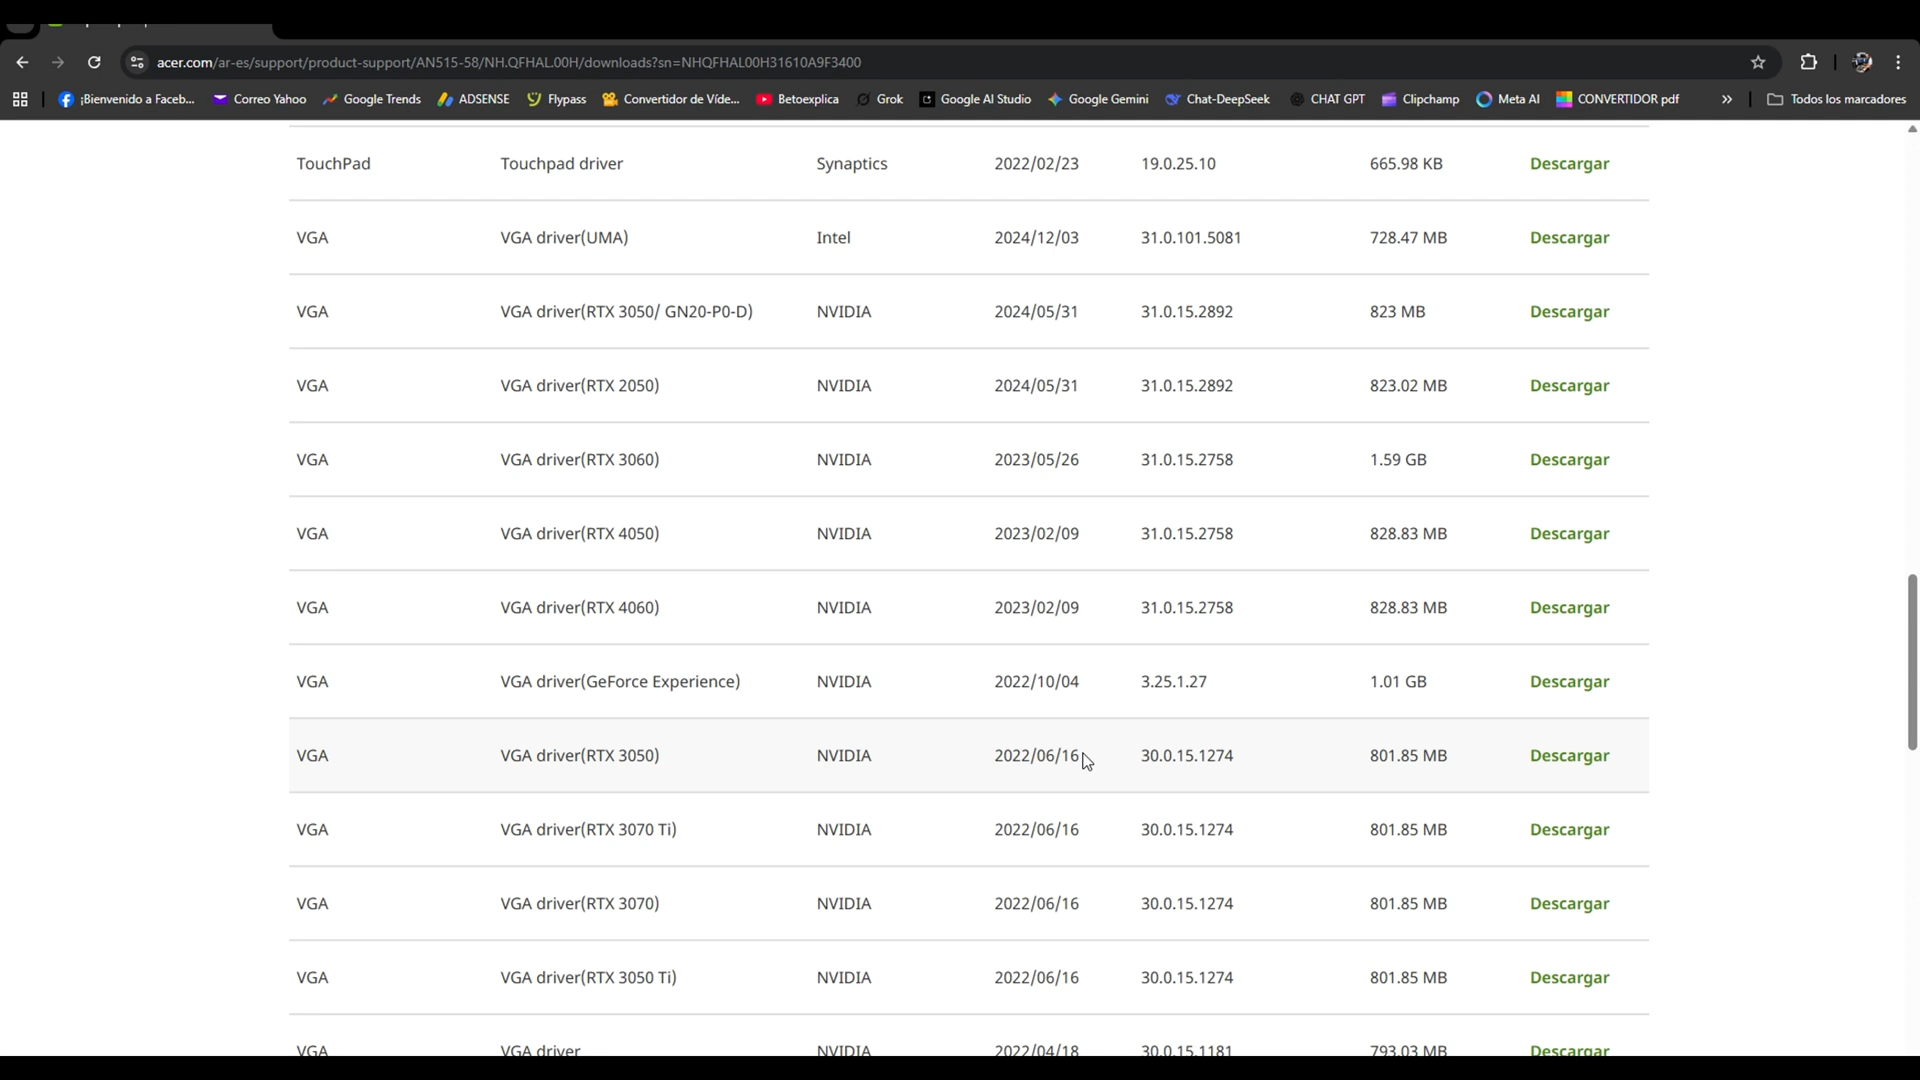 acer.com/ar-es/support/product-support/AN515-58/NH.QFHAL.00H/downloads?sn=NHQFHAL00H31610A9F3400
¡Bienvenido a Faceb... Correo Yahoo Google Trends ADSENSE Flypass Convertidor de Víde... Betoexplica Grok Google AI Studio Google Gemini Chat-DeepSeek CHAT GPT Clipchamp Meta AI CONVERTIDOR pdf » Todos los marcadores
TouchPad Touchpad driver Synaptics 2022/02/23 19.0.25.10 665.98 KB Descargar
VGA VGA driver(UMA) Intel 2024/12/03 31.0.101.5081 728.47 MB Descargar
VGA VGA driver(RTX 3050/ GN20-P0-D) NVIDIA 2024/05/31 31.0.15.2892 823 MB Descargar
VGA VGA driver(RTX 2050) NVIDIA 2024/05/31 31.0.15.2892 823.02 MB Descargar
VGA VGA driver(RTX 3060) NVIDIA 2023/05/26 31.0.15.2758 1.59 GB Descargar
VGA VGA driver(RTX 4050) NVIDIA 2023/02/09 31.0.15.2758 828.83 MB Descargar
VGA VGA driver(RTX 4060) NVIDIA 2023/02/09 31.0.15.2758 828.83 MB Descargar
VGA VGA driver(GeForce Experience) NVIDIA 2022/10/04 3.25.1.27 1.01 GB Descargar
VGA VGA driver(RTX 3050) NVIDIA 2022/06/16 30.0.15.1274 801.85 MB Descargar
VGA VGA driver(RTX 3070 Ti) NVIDIA 2022/06/16 30.0.15.1274 801.85 MB Descargar
VGA VGA driver(RTX 3070) NVIDIA 2022/06/16 30.0.15.1274 801.85 MB Descargar
VGA VGA driver(RTX 3050 Ti) NVIDIA 2022/06/16 30.0.15.1274 801.85 MB Descargar
VGA VGA driver NVIDIA 2022/04/18 30.0.15.1181 793.03 MB Descargar